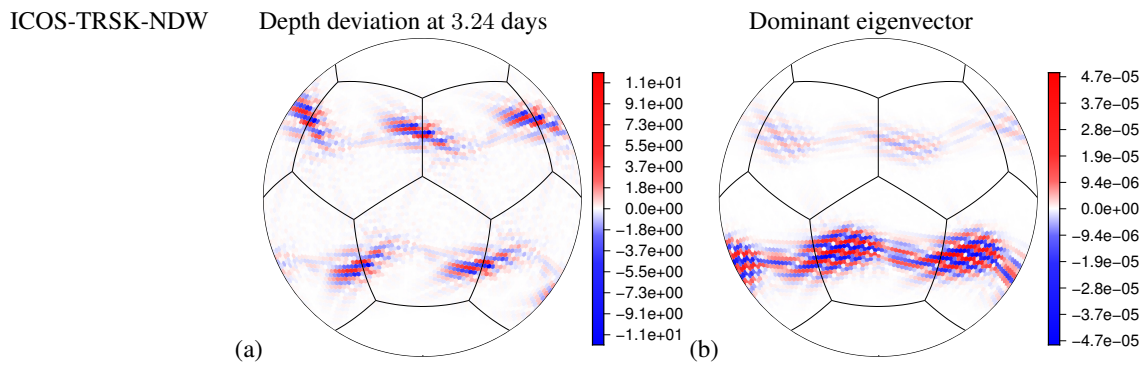 ICOS-TRSK-NDW Depth deviation at 3.24 days Dominant eigenvector
1.1e+01
9.1e+00
7.3e+00
5.5e+00
3.7e+00
1.8e+00
0.0e+00
−1.8e+00
−3.7e+00
−5.5e+00
−7.3e+00
−9.1e+00
−1.1e+01
(a)
4.7e−05
3.7e−05
2.8e−05
1.9e−05
9.4e−06
0.0e+00
−9.4e−06
−1.9e−05
−2.8e−05
−3.7e−05
−4.7e−05
(b)